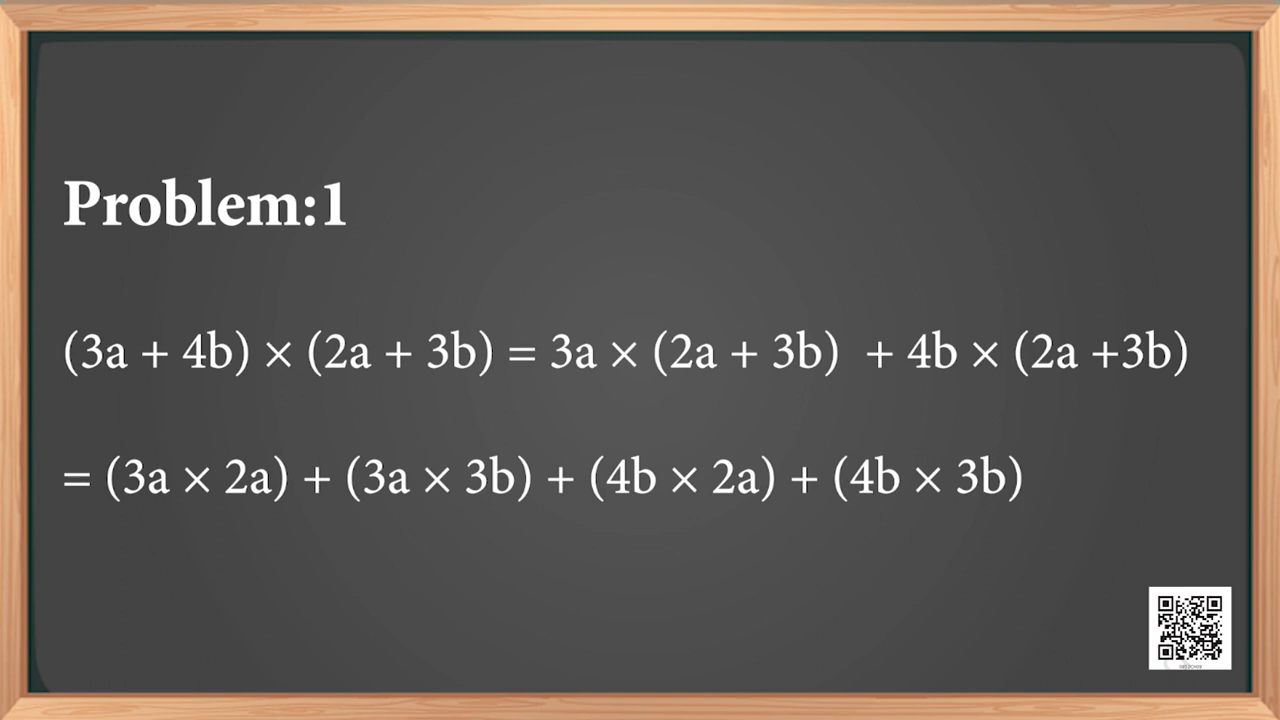 Problem:1
(3a + 4b) × (2a + 3b) = 3a × (2a + 3b) + 4b × (2a +3b)
= (3a × 2a) + (3a × 3b) + (4b × 2a) + (4b × 3b)